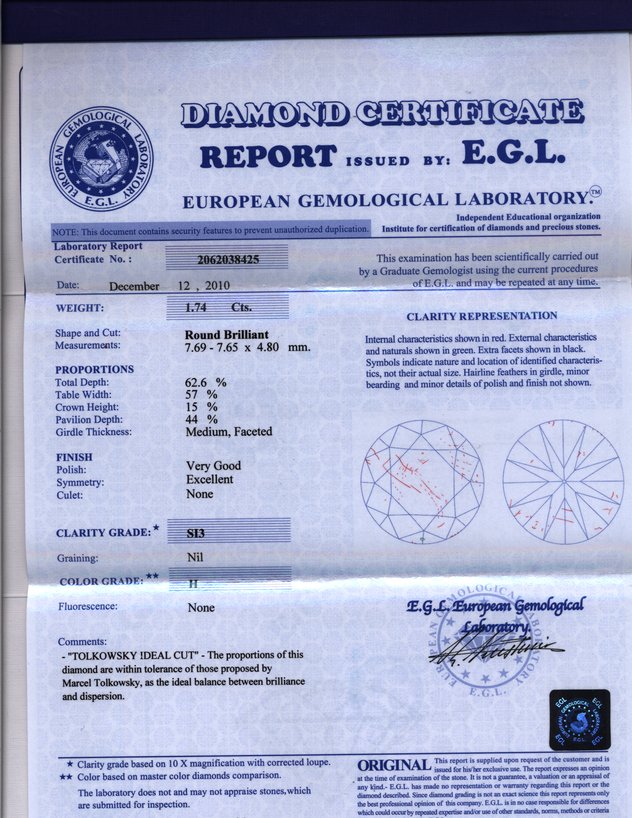 EUROPEAN GEMOLOGICAL LABORATORY
E.G.L.
DIAMOND CERTIFICATE
REPORT ISSUED BY: E.G.L.
EUROPEAN GEMOLOGICAL LABORATORY.™
Independent Educational organization
Institute for certification of diamonds and precious stones.
NOTE: This document contains security features to prevent unauthorized duplication.
Laboratory Report
Certificate No. : 2062038425
Date: December 12 , 2010
WEIGHT: 1.74 Cts.
Shape and Cut: Round Brilliant
Measurements: 7.69 - 7.65 x 4.80 mm.
PROPORTIONS
Total Depth: 62.6 %
Table Width: 57 %
Crown Height: 15 %
Pavilion Depth: 44 %
Girdle Thickness: Medium, Faceted
FINISH
Polish: Very Good
Symmetry: Excellent
Culet: None
CLARITY GRADE:★ SI3
Graining: Nil
COLOR GRADE:★★ H
Fluorescence: None
Comments:
- "TOLKOWSKY IDEAL CUT" - The proportions of this
diamond are within tolerance of those proposed by
Marcel Tolkowsky, as the ideal balance between brilliance
and dispersion.
★ Clarity grade based on 10 X magnification with corrected loupe.
★★ Color based on master color diamonds comparison.
The laboratory does not and may not appraise stones,which
are submitted for inspection.
This examination has been scientifically carried out
by a Graduate Gemologist using the current procedures
of E.G.L. and may be repeated at any time.
CLARITY REPRESENTATION
Internal characteristics shown in red. External characteristics
and naturals shown in green. Extra facets shown in black.
Symbols indicate nature and location of identified characteris-
tics, not their actual size. Hairline feathers in girdle, minor
bearding and minor details of polish and finish not shown.
E.G.L. European Gemological
Laboratory.
EUROPEAN GEMOLOGICAL LABORATORY
E.G.L.
EGL
EGL
E.G.L.
EGL
EGL
ORIGINAL This report is supplied upon request of the customer and is
issued for his/her exclusive use. The report expresses an opinion
at the time of examination of the stone. It is not a guarantee, a valuation or an appraisal of
any kind.- E.G.L. has made no representation or warranty regarding this report or the
diamond described. Since diamond grading is not an exact science this report represents only
the best professional opinion of this company. E.G.L. is in no case responsible for differences
which could occur by repeated expertise and/or use of other standards, norms, methods or criteria